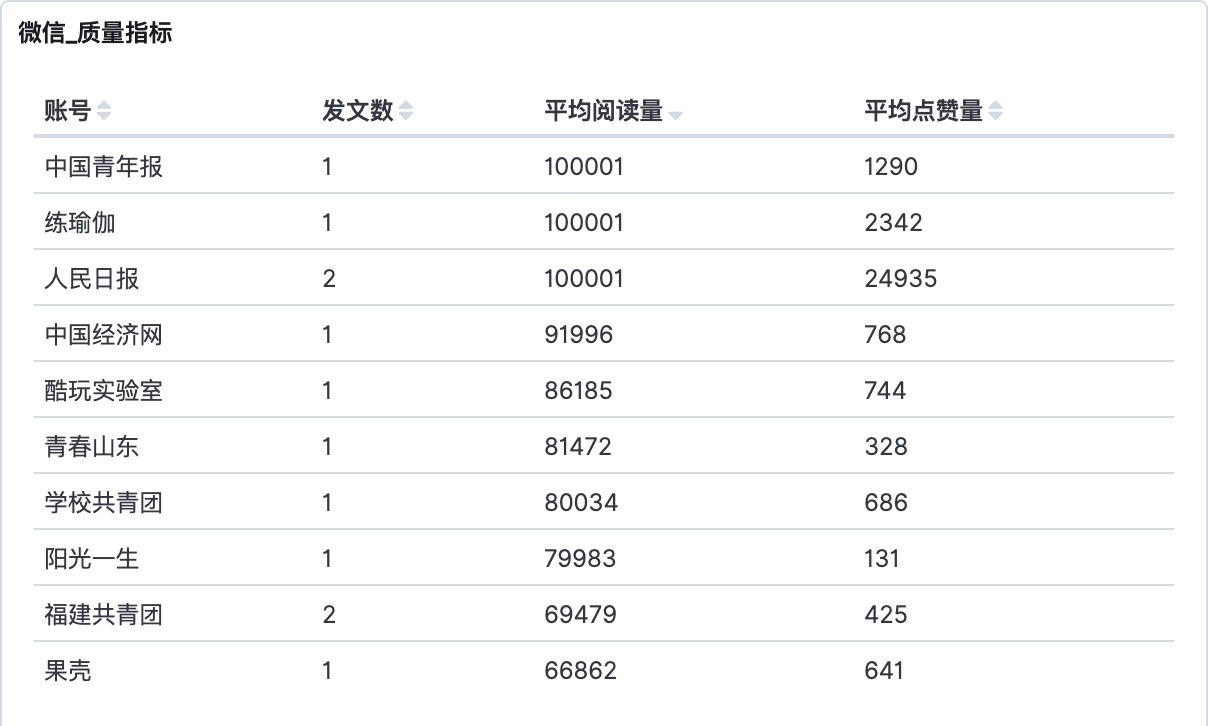 微信_质量指标
账号 发文数 平均阅读量 平均点赞量
中国青年报 1 100001 1290
练瑜伽 1 100001 2342
人民日报 2 100001 24935
中国经济网 1 91996 768
酷玩实验室 1 86185 744
青春山东 1 81472 328
学校共青团 1 80034 686
阳光一生 1 79983 131
福建共青团 2 69479 425
果壳 1 66862 641